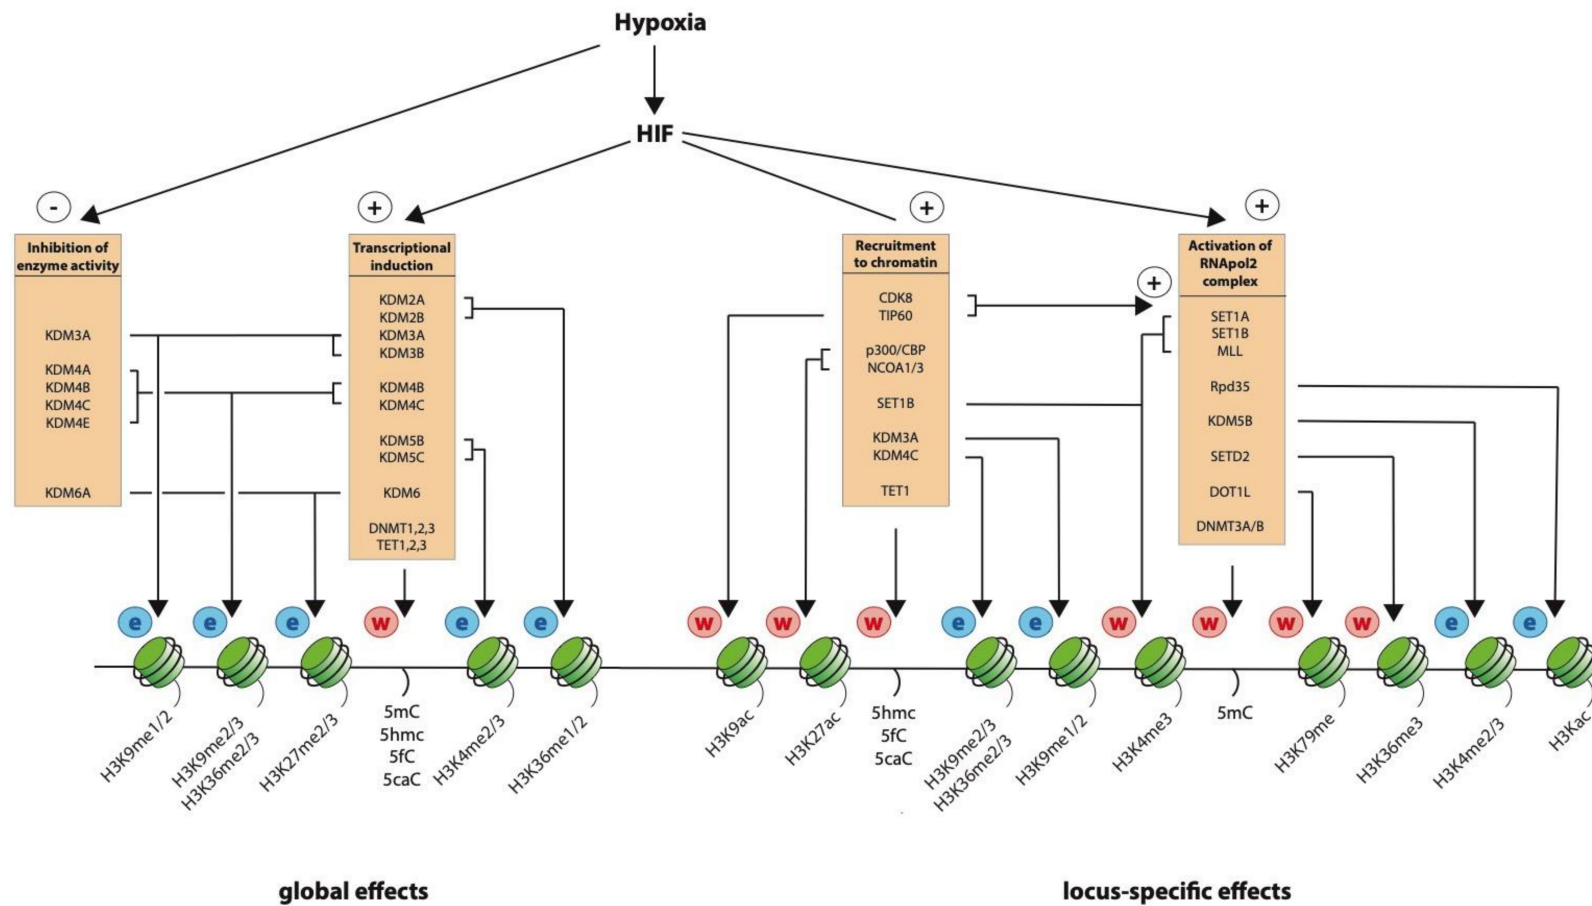 Hypoxia
HIF
-
+
+
+
Inhibition of
enzyme activity
KDM3A
KDM4A
KDM4B
KDM4C
KDM4E
KDM6A
Transcriptional
induction
KDM2A
KDM2B
KDM3A
KDM3B
KDM4B
KDM4C
KDM5B
KDM5C
KDM6
DNMT1,2,3
TET1,2,3
Recruitment
to chromatin
CDK8
TIP60
p300/CBP
NCOA1/3
SET1B
KDM3A
KDM4C
TET1
+
Activation of
RNApol2
complex
SET1A
SET1B
MLL
Rpd35
KDM5B
SETD2
DOT1L
DNMT3A/B
e
e
e
w
e
e
w
w
w
e
e
w
w
w
w
e
e
H3K9me1/2
H3K9me2/3
H3K36me2/3
H3K27me2/3
5mC
5hmc
5fC
5caC
H3K4me2/3
H3K36me1/2
H3K9ac
H3K27ac
5hmc
5fC
5caC
H3K9me2/3
H3K36me2/3
H3K9me1/2
H3K4me3
5mC
H3K79me
H3K36me3
H3K4me2/3
H3Kac
global effects
locus-specific effects